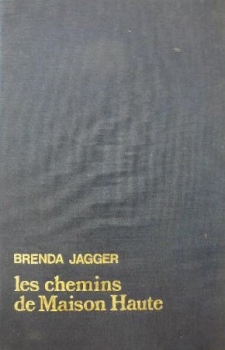 BRENDA JAGGER
les chemins
de Maison Haute